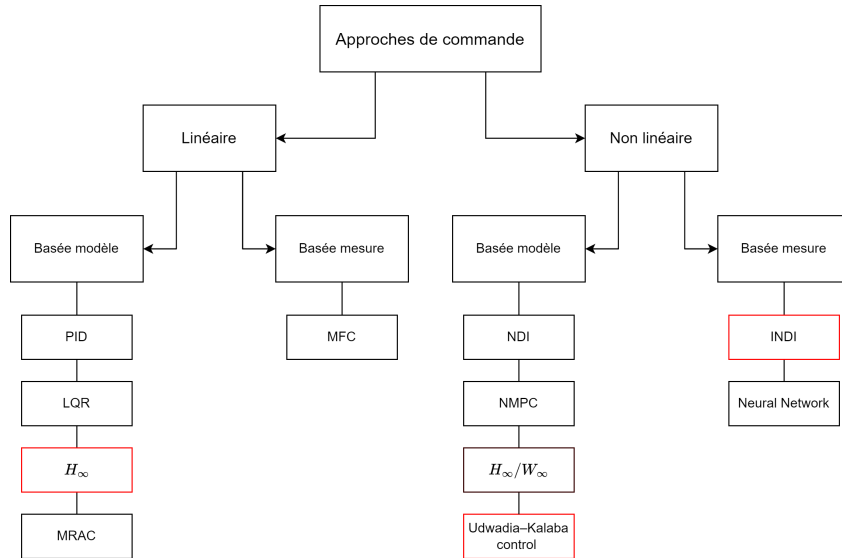 Approches de commande
Linéaire
Non linéaire
Basée modèle
Basée mesure
Basée modèle
Basée mesure
PID
MFC
NDI
INDI
LQR
NMPC
Neural Network
H∞
H∞/W∞
MRAC
Udwadia–Kalaba
control